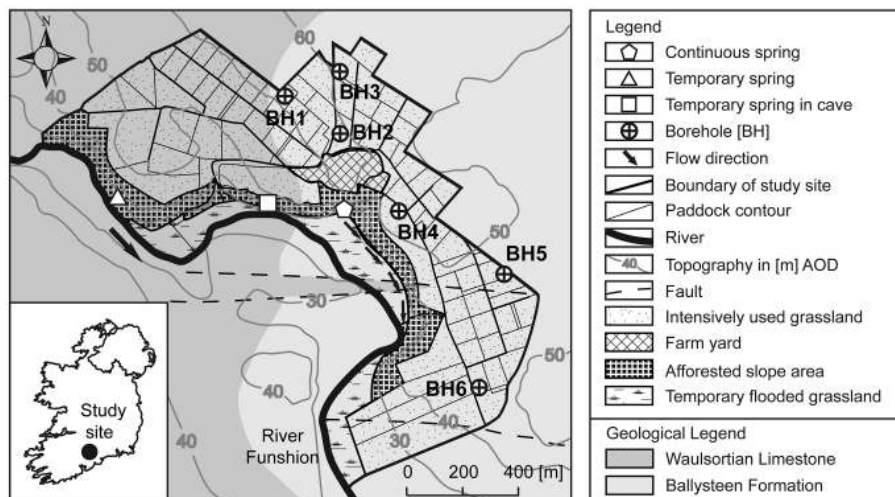 N
60
50
40
BH3
BH1
BH2
BH4
50
BH5
30
40
50
BH6
40
40
River
Funshion
30
Study
site
0 200 400 [m]
Legend
Continuous spring
Temporary spring
Temporary spring in cave
Borehole [BH]
Flow direction
Boundary of study site
Paddock contour
River
40 Topography in [m] AOD
Fault
Intensively used grassland
Farm yard
Afforested slope area
Temporary flooded grassland
Geological Legend
Waulsortian Limestone
Ballysteen Formation